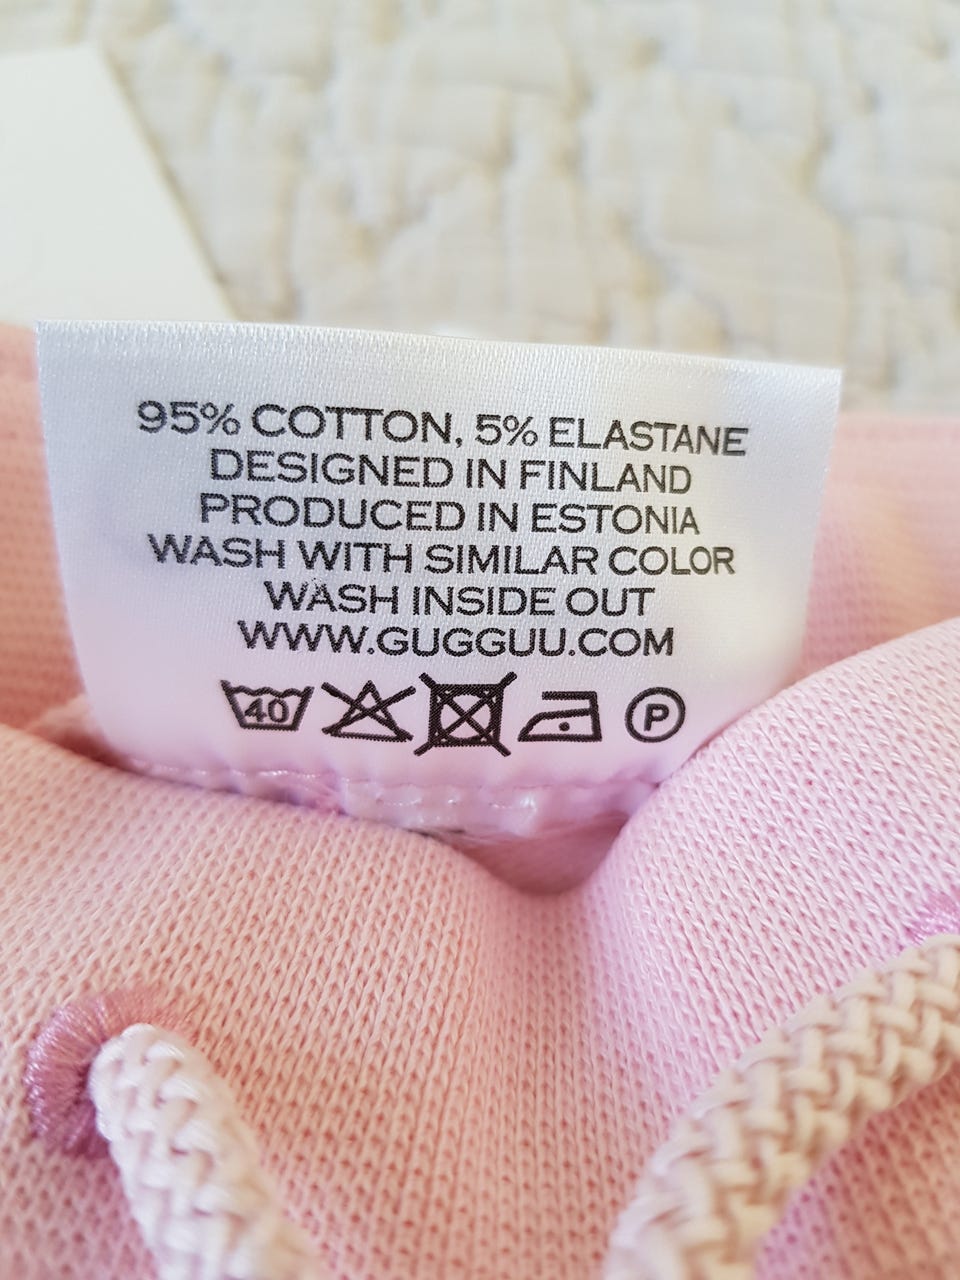 95% COTTON, 5% ELASTANE
DESIGNED IN FINLAND
PRODUCED IN ESTONIA
WASH WITH SIMILAR COLOR
WASH INSIDE OUT
WWW.GUGGUU.COM
40 P